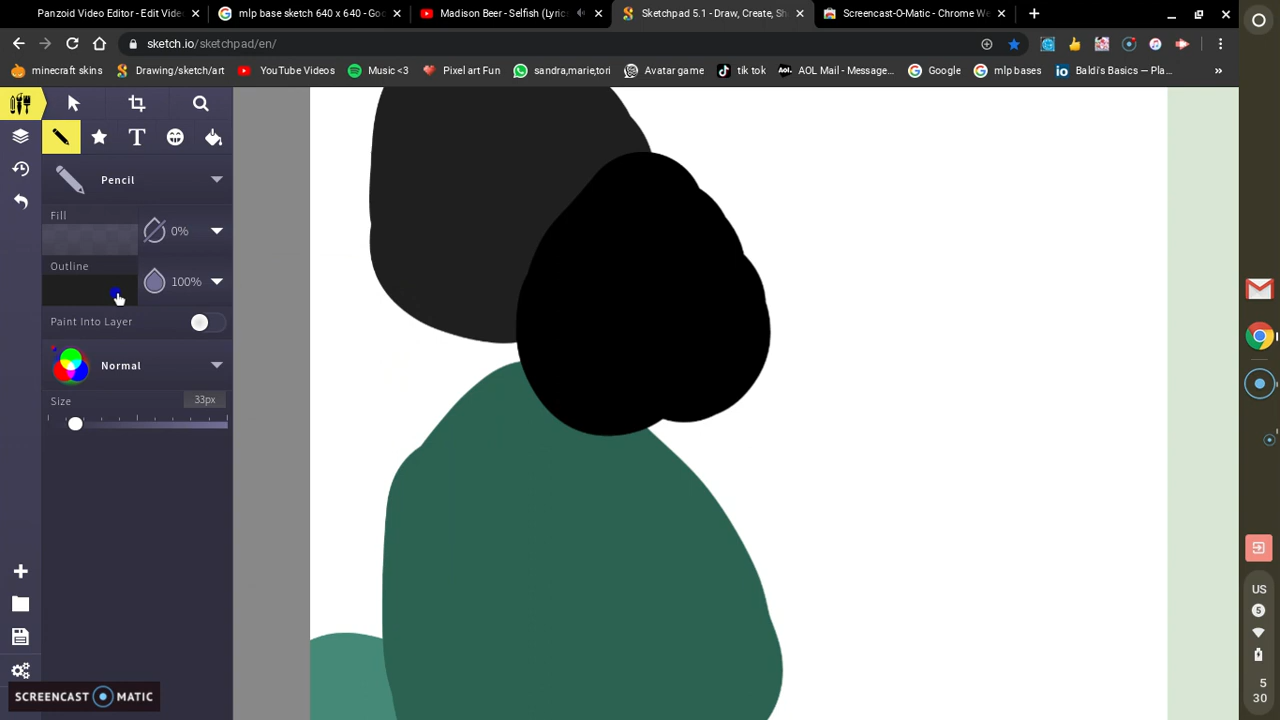 Panzoid Video Editor - Edit Vide
mlp base sketch 640 x 640 - Goo
Madison Beer - Selfish (Lyric
Sketchpad 5.1 - Draw, Create, Sh
Screencast-O-Matic - Chrome We
sketch.io/sketchpad/en/
minecraft skins
Drawing/sketch/art
YouTube Videos
Music <3
Pixel art Fun
sandra,marie,tori
Avatar game
tik tok
AOL Mail - Message...
Google
mlp bases
Baldi's Basics — Pla...
Pencil
Fill
0%
Outline
100%
Paint Into Layer
Normal
Size
33px
SCREENCAST MATIC
US
5
5
30